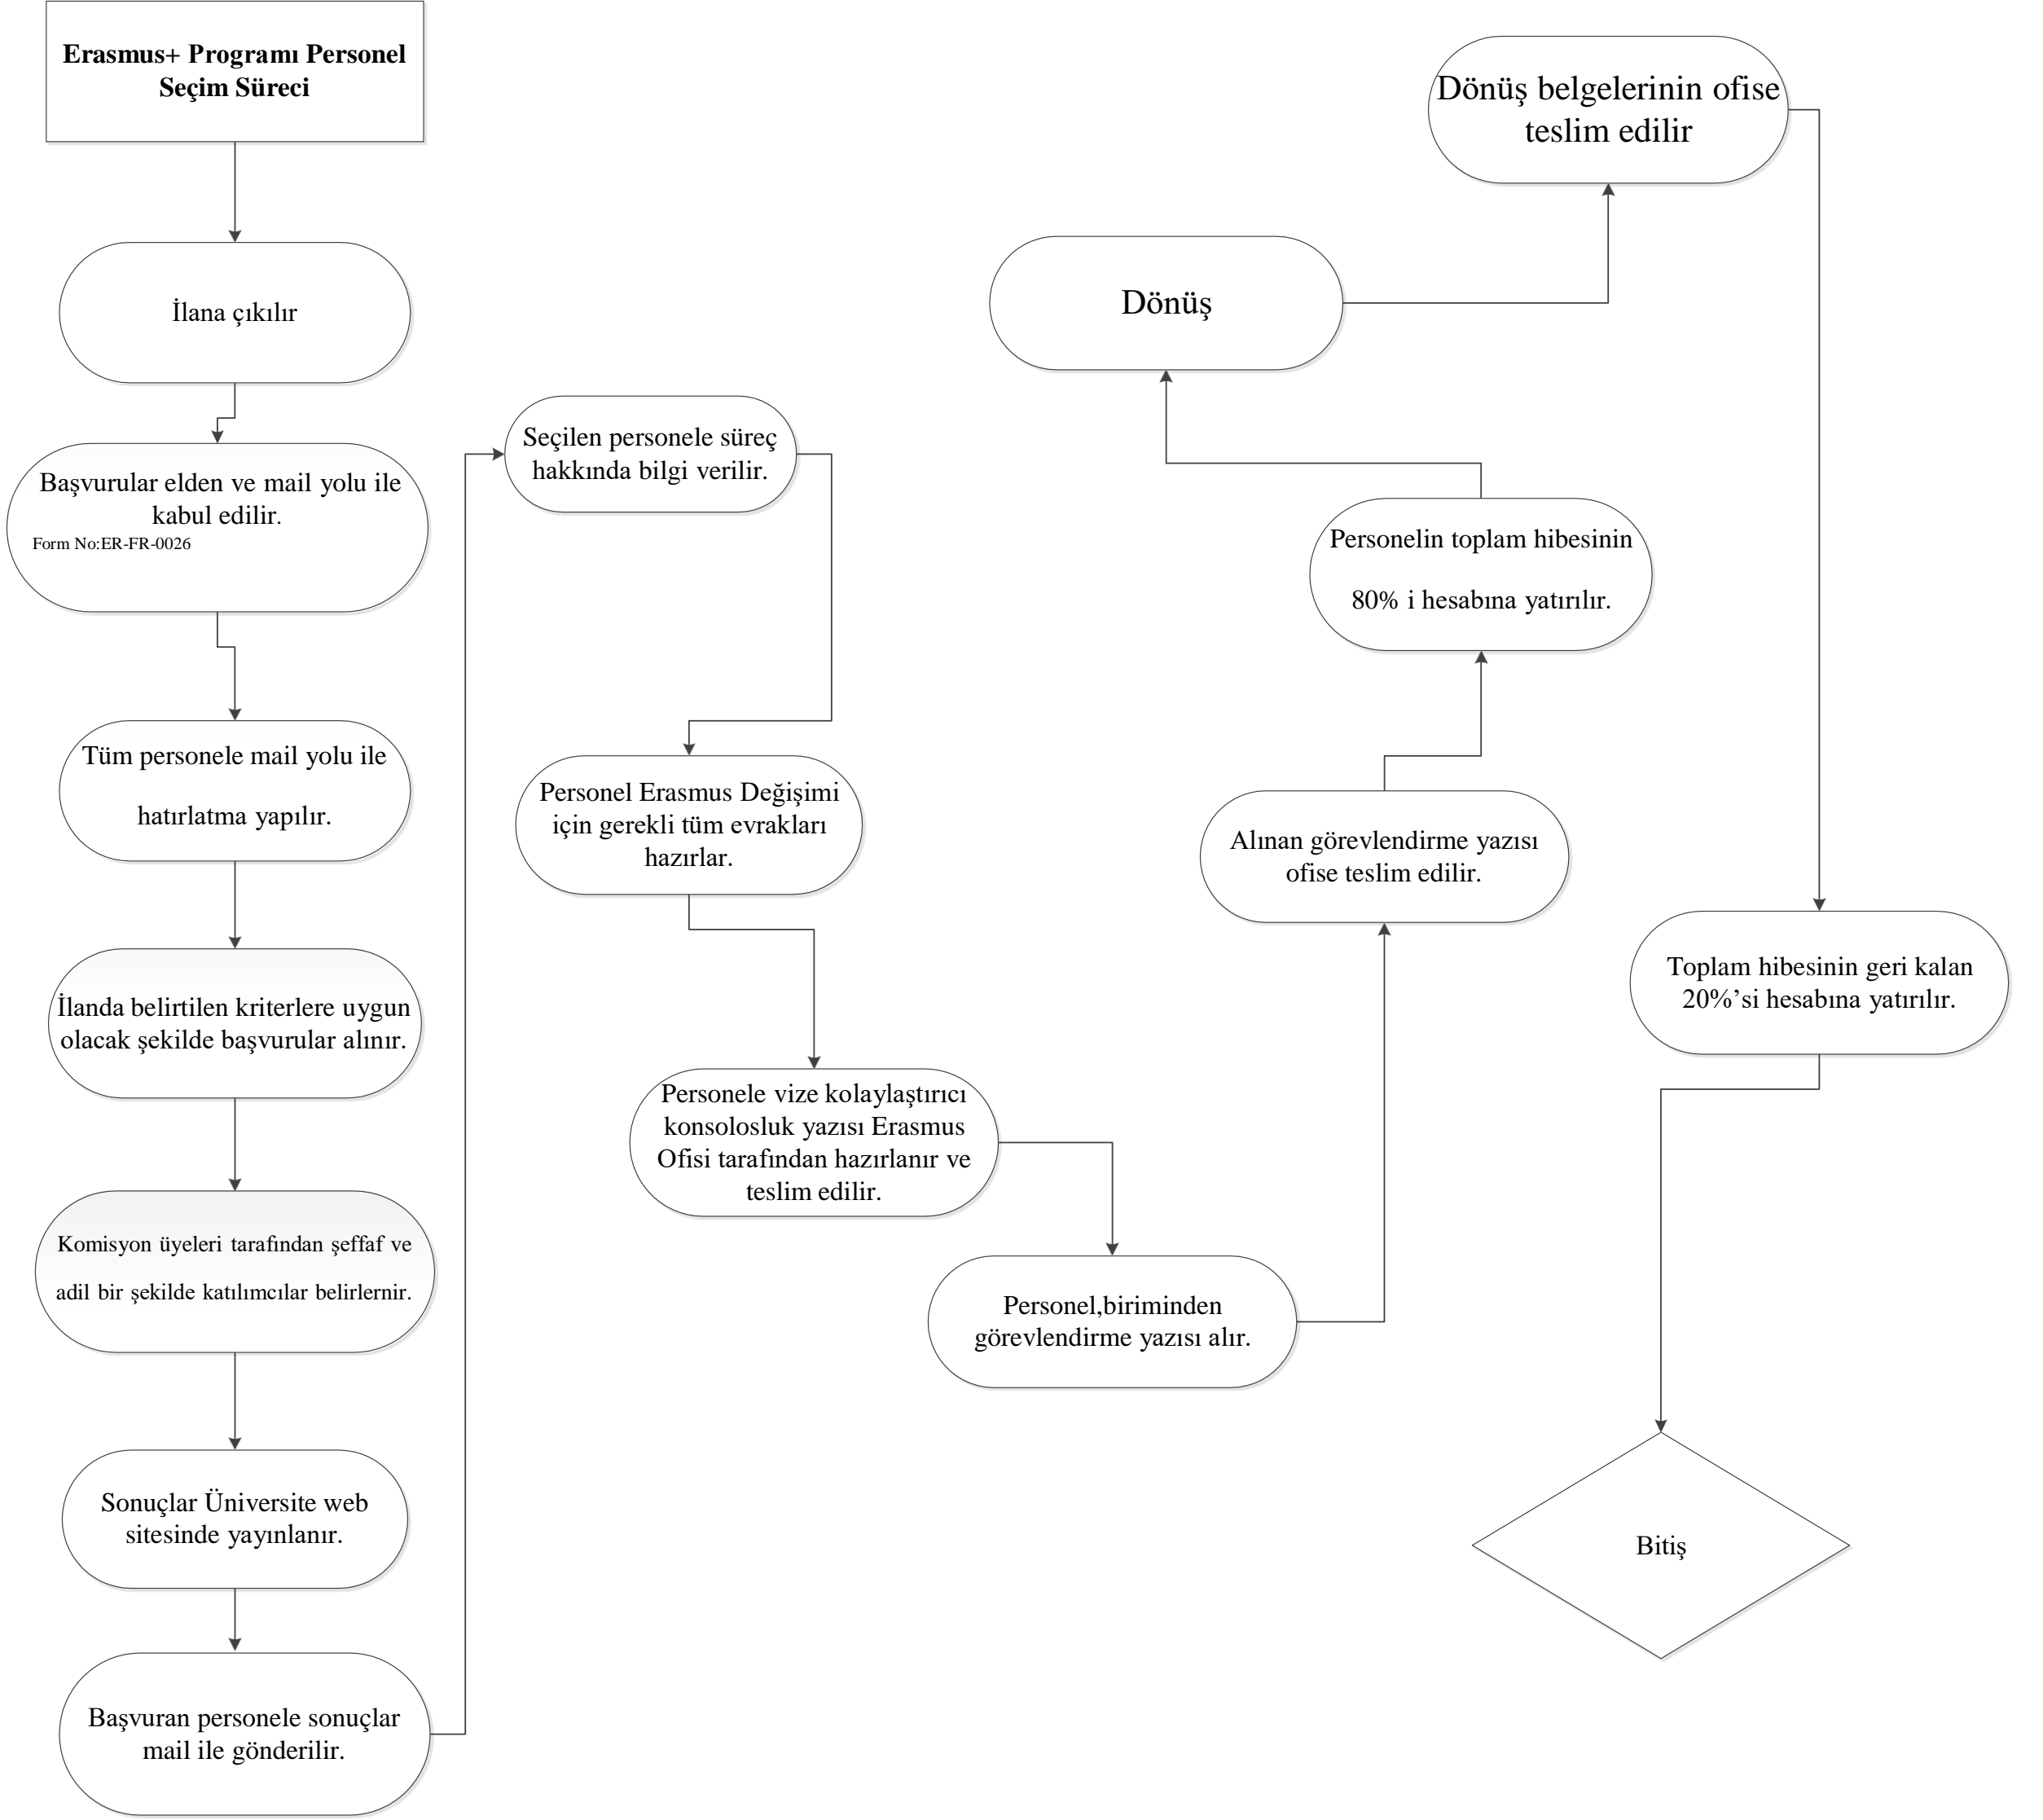 Erasmus+ Programı Personel
Seçim Süreci
İlana çıkılır
Başvurular elden ve mail yolu ile
kabul edilir.
Form No:ER-FR-0026
Tüm personele mail yolu ile
hatırlatma yapılır.
İlanda belirtilen kriterlere uygun
olacak şekilde başvurular alınır.
Komisyon üyeleri tarafından şeffaf ve
adil bir şekilde katılımcılar belirlernir.
Sonuçlar Üniversite web
sitesinde yayınlanır.
Başvuran personele sonuçlar
mail ile gönderilir.
Seçilen personele süreç
hakkında bilgi verilir.
Personel Erasmus Değişimi
için gerekli tüm evrakları
hazırlar.
Personele vize kolaylaştırıcı
konsolosluk yazısı Erasmus
Ofisi tarafından hazırlanır ve
teslim edilir.
Personel,biriminden
görevlendirme yazısı alır.
Alınan görevlendirme yazısı
ofise teslim edilir.
Personelin toplam hibesinin
80% i hesabına yatırılır.
Dönüş
Dönüş belgelerinin ofise
teslim edilir
Toplam hibesinin geri kalan
20%’si hesabına yatırılır.
Bitiş